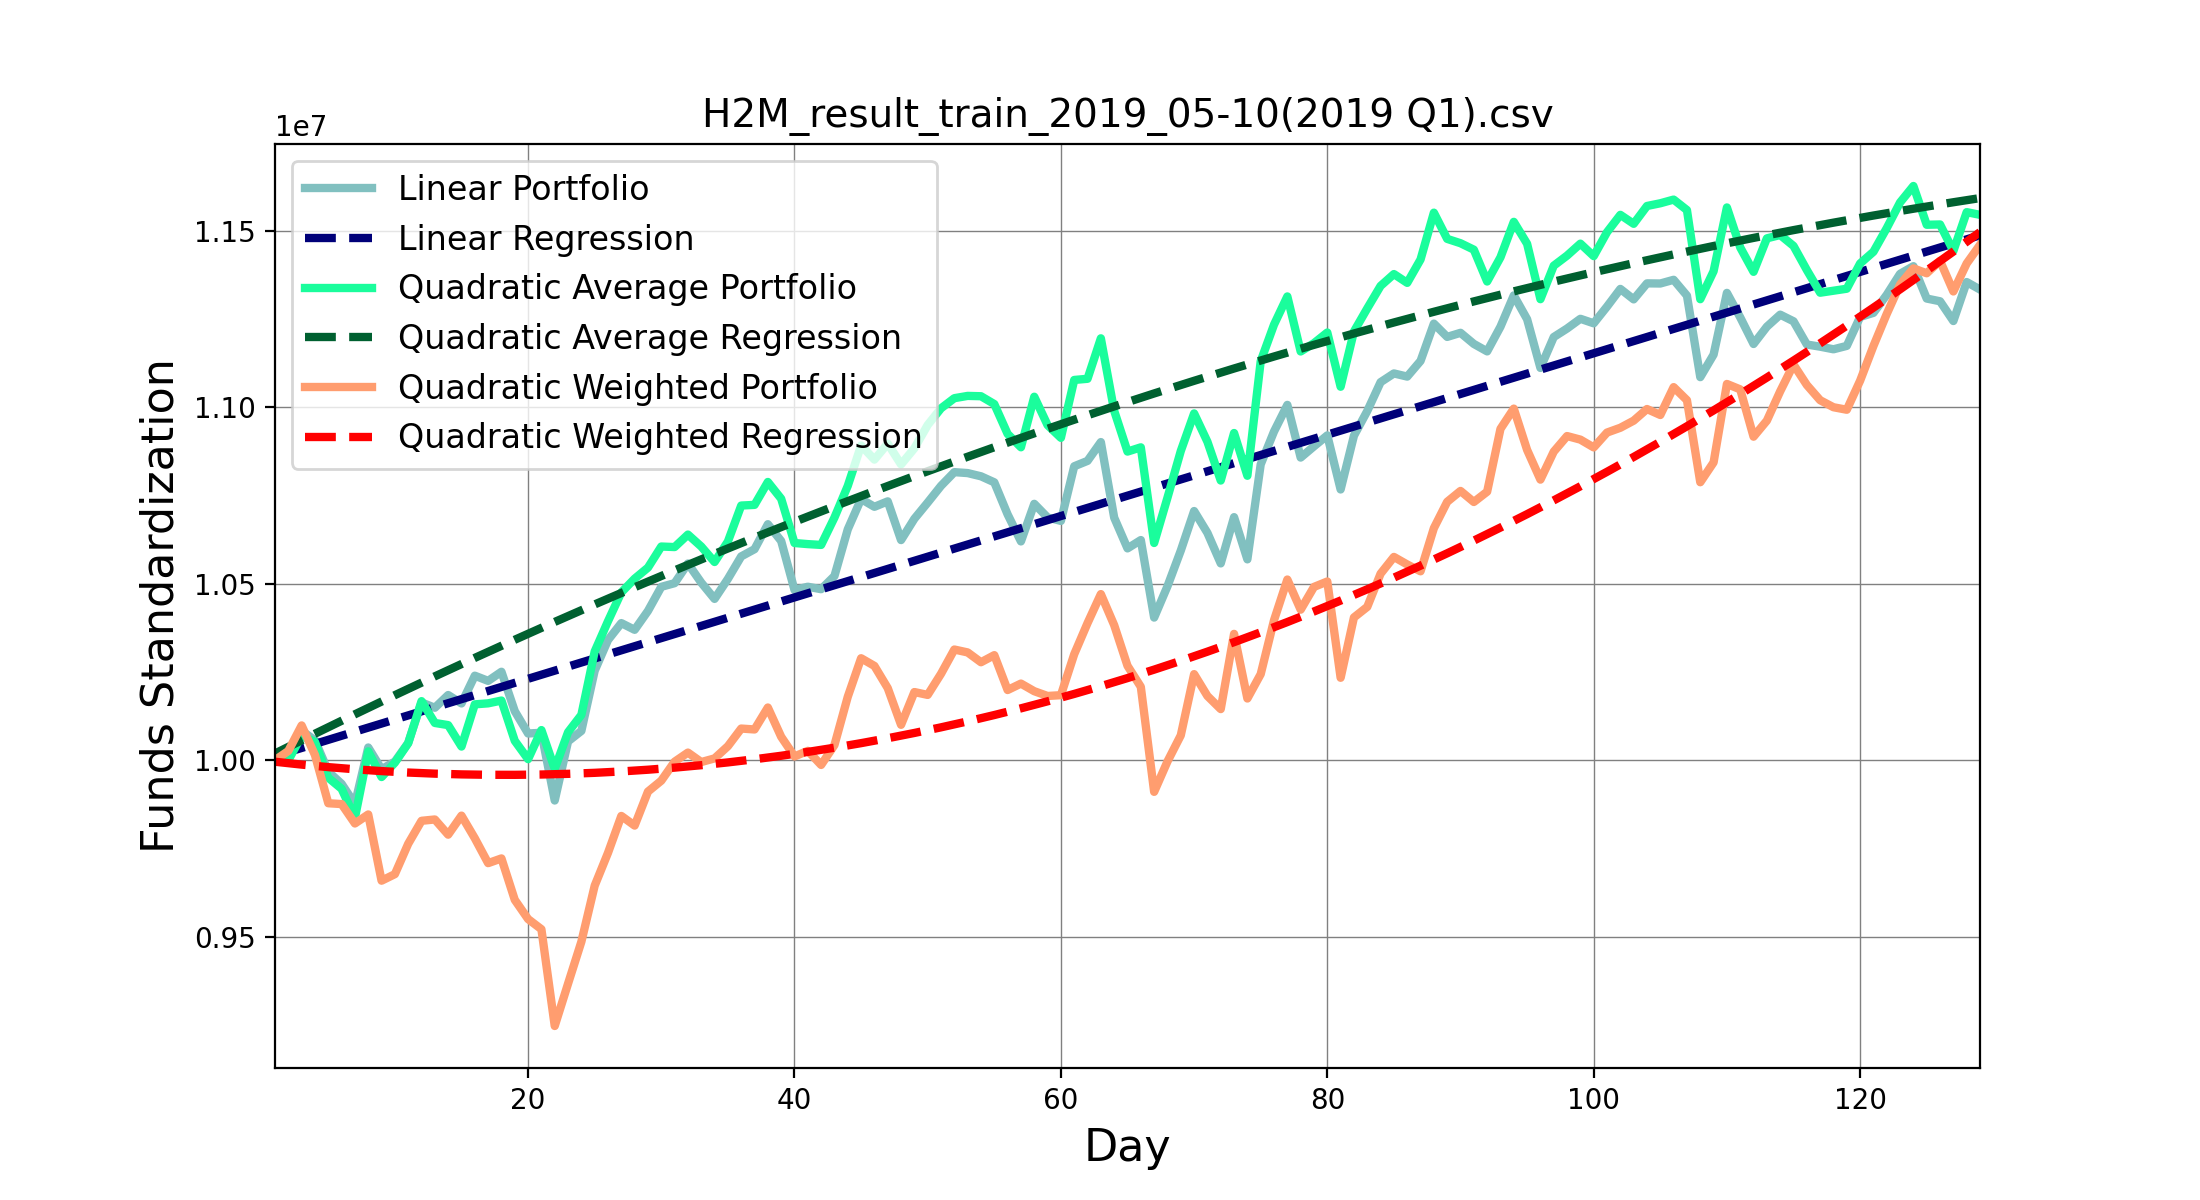 H2M_result_train_2019_05-10(2019 Q1).csv
1e7
Linear Portfolio
Linear Regression
Quadratic Average Portfolio
Quadratic Average Regression
Quadratic Weighted Portfolio
Quadratic Weighted Regression
Funds Standardization
1.15
1.10
1.05
1.00
0.95
20
40
60
80
100
120
Day